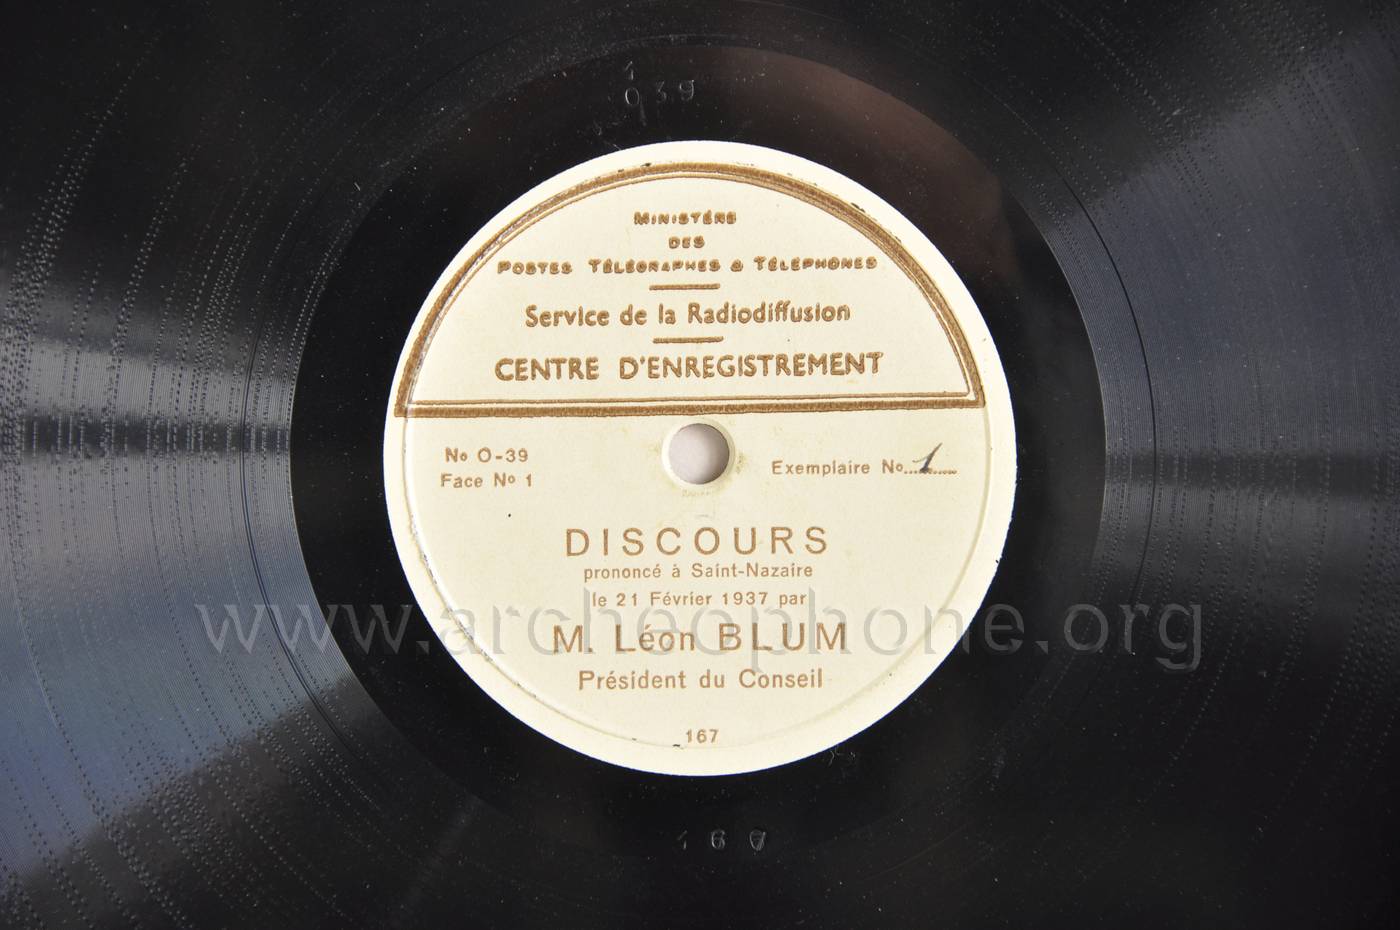 1
039
MINISTÈRE
DES
POSTES TÉLÉGRAPHES & TÉLÉPHONES
Service de la Radiodiffusion
CENTRE D'ENREGISTREMENT
No O-39
Face No 1
Exemplaire No 1
DISCOURS
prononcé à Saint-Nazaire
le 21 Février 1937 par
M. Léon BLUM
Président du Conseil
167
167
www.archeophone.org